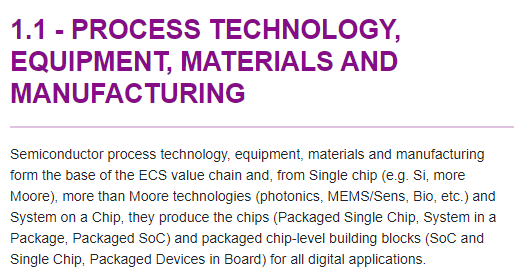 1.1 - PROCESS TECHNOLOGY,
EQUIPMENT, MATERIALS AND
MANUFACTURING
Semiconductor process technology, equipment, materials and manufacturing
form the base of the ECS value chain and, from Single chip (e.g. Si, more
Moore), more than Moore technologies (photonics, MEMS/Sens, Bio, etc.) and
System on a Chip, they produce the chips (Packaged Single Chip, System in a
Package, Packaged SoC) and packaged chip-level building blocks (SoC and
Single Chip, Packaged Devices in Board) for all digital applications.